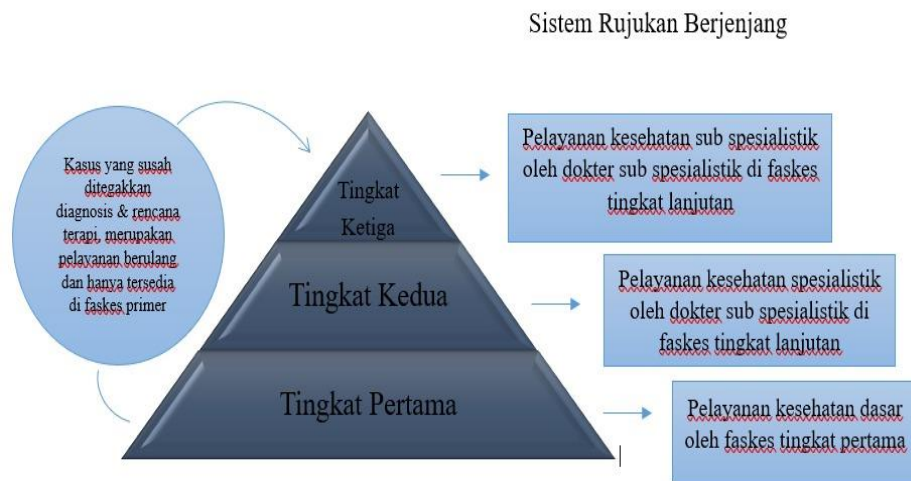 Sistem Rujukan Berjenjang
Kasus yang susah
ditegakkan
diagnosis & rencana
terapi, merupakan
pelayanan berulang
dan hanya tersedia
di faskes primer
Tingkat
Ketiga
Pelayanan kesehatan sub spesialistik
oleh dokter sub spesialistik di faskes
tingkat lanjutan
Tingkat Kedua
Pelayanan kesehatan spesialistik
oleh dokter sub spesialistik di
faskes tingkat lanjutan
Tingkat Pertama
Pelayanan kesehatan dasar
oleh faskes tingkat pertama